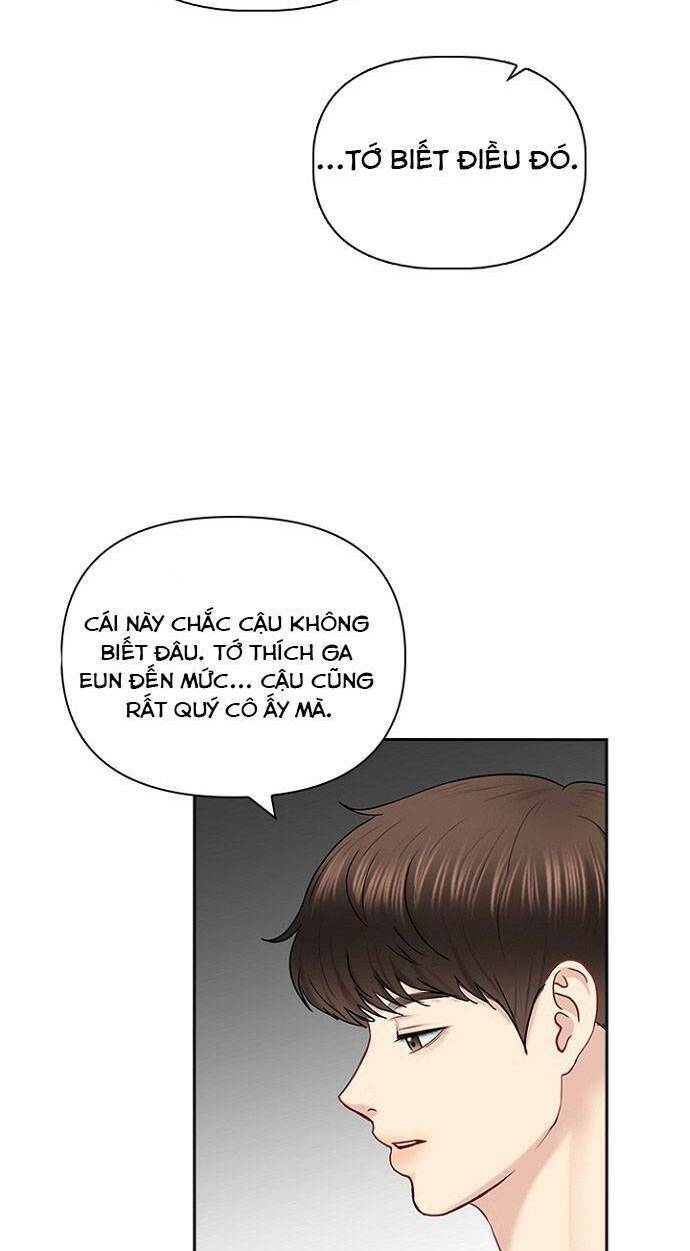 ...TỚ BIẾT ĐIỀU ĐÓ.
CÁI NÀY CHẮC CẬU KHÔNG
BIẾT ĐÂU. TỚ THÍCH GA
EUN ĐẾN MỨC... CẬU CŨNG
RẤT QUÝ CÔ ẤY MÀ.